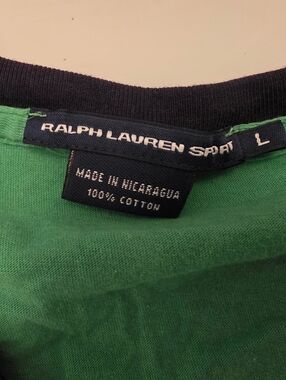 RALPH LAUREN SPORT L
MADE IN NICARAGUA
100% COTTON